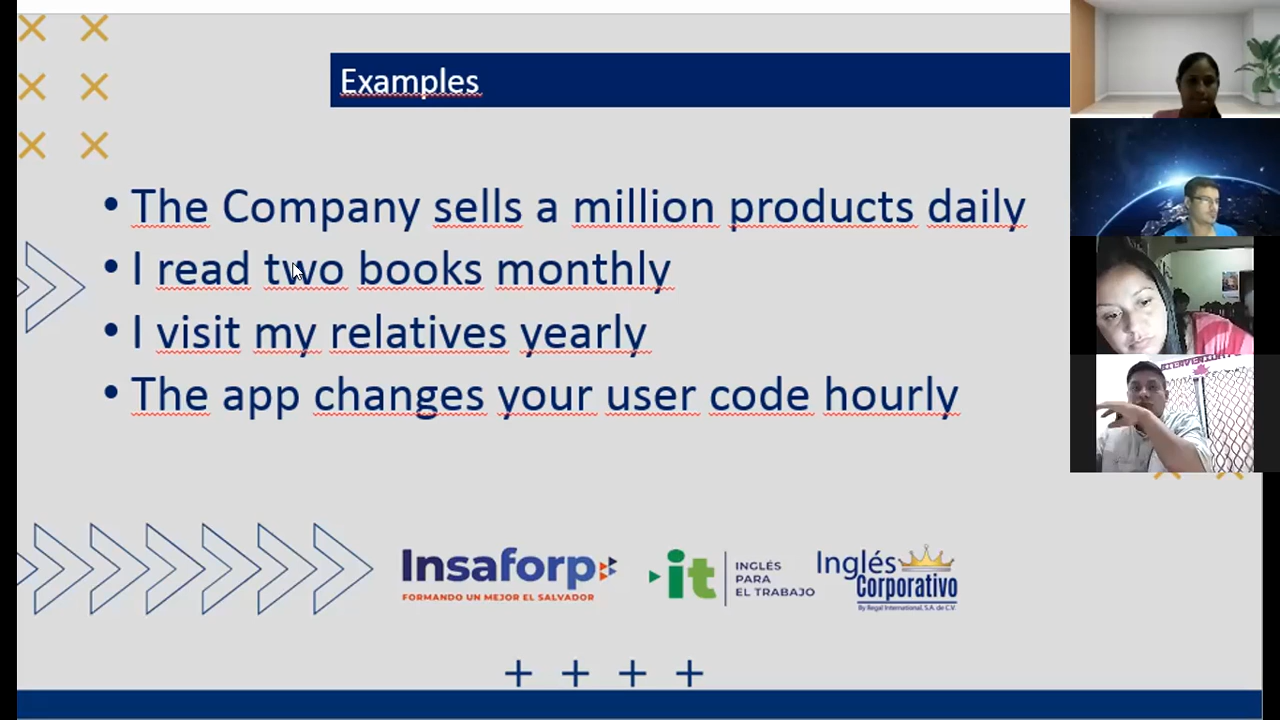 Examples
• The Company sells a million products daily
• I read two books monthly
• I visit my relatives yearly
• The app changes your user code hourly
Insaforp
FORMANDO UN MEJOR EL SALVADOR
it
INGLÉS
PARA
EL TRABAJO
Inglés
Corporativo
By Regal International, S.A. de C.V.